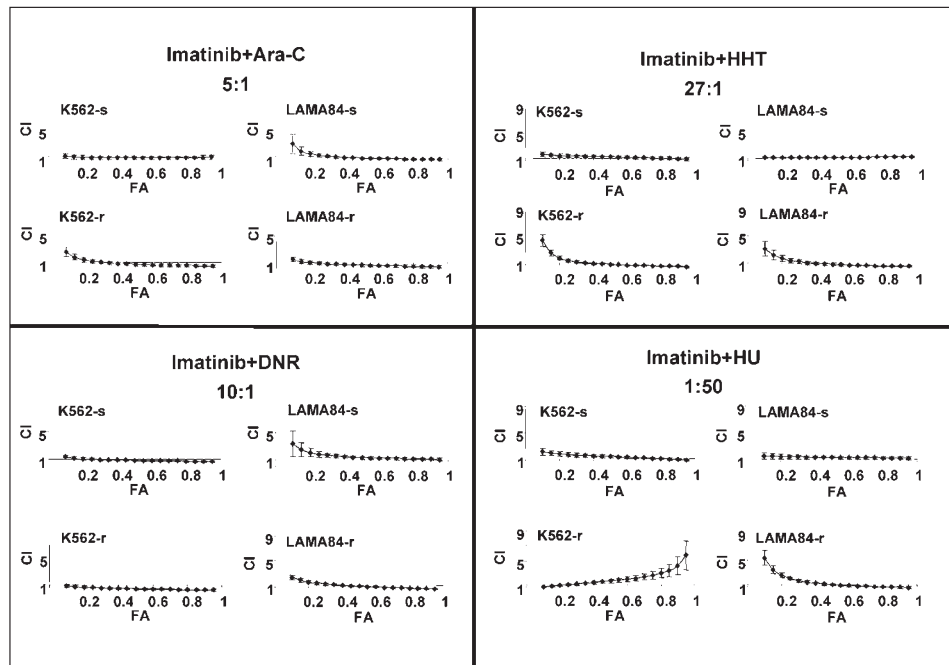 Imatinib+Ara-C
5:1
K562-s
LAMA84-s
CI 5 1
CI 5 1
0.2 0.4 0.6 0.8 1
0.2 0.4 0.6 0.8 1
FA
FA
K562-r
LAMA84-r
CI 5 1
CI 5 1
0.2 0.4 0.6 0.8 1
0.2 0.4 0.6 0.8 1
FA
FA
Imatinib+HHT
27:1
K562-s
LAMA84-s
CI 9 5 1
CI 9 5 1
0.2 0.4 0.6 0.8 1
0.2 0.4 0.6 0.8 1
FA
FA
K562-r
LAMA84-r
CI 9 5 1
CI 9 5 1
0.2 0.4 0.6 0.8 1
0.2 0.4 0.6 0.8 1
FA
FA
Imatinib+DNR
10:1
K562-s
LAMA84-s
CI 5 1
CI 5 1
0.2 0.4 0.6 0.8 1
0.2 0.4 0.6 0.8 1
FA
FA
K562-r
LAMA84-r
CI 5 1
CI 9 5 1
0.2 0.4 0.6 0.8 1
0.2 0.4 0.6 0.8 1
FA
FA
Imatinib+HU
1:50
K562-s
LAMA84-s
CI 9 5 1
CI 9 5 1
0.2 0.4 0.6 0.8 1
0.2 0.4 0.6 0.8 1
FA
FA
K562-r
LAMA84-r
CI 9 5 1
CI 9 5 1
0.2 0.4 0.6 0.8 1
0.2 0.4 0.6 0.8 1
FA
FA